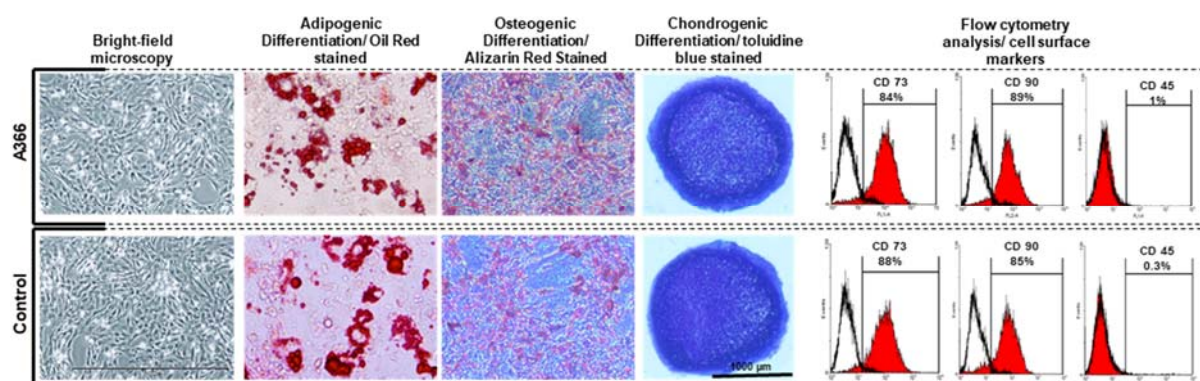 Bright-field
microscopy
Adipogenic
Differentiation/ Oil Red
stained
Osteogenic
Differentiation/
Alizarin Red Stained
Chondrogenic
Differentiation/ toluidine
blue stained
Flow cytometry
analysis/ cell surface
markers
A366
CD 73
84%
CD 90
89%
CD 45
1%
Control
1000 µm
CD 73
88%
CD 90
85%
CD 45
0.3%